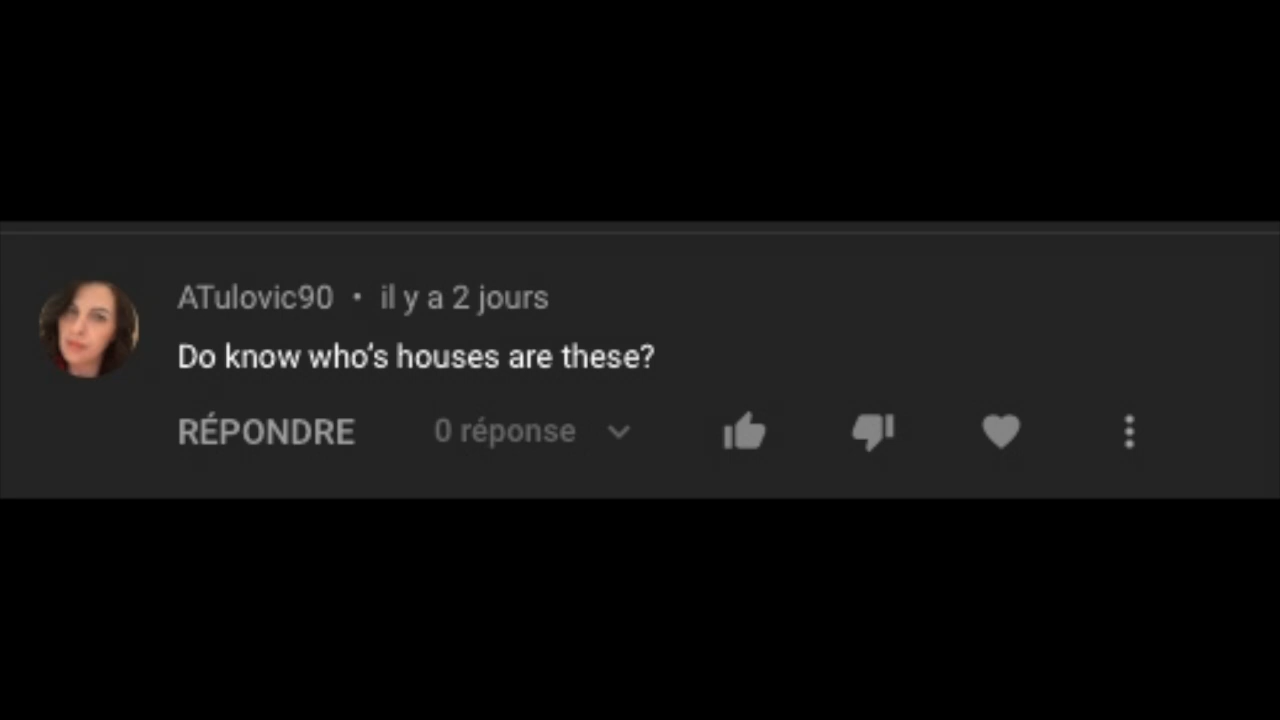 ATulovic90 • il y a 2 jours
Do know who’s houses are these?
RÉPONDRE 0 réponse